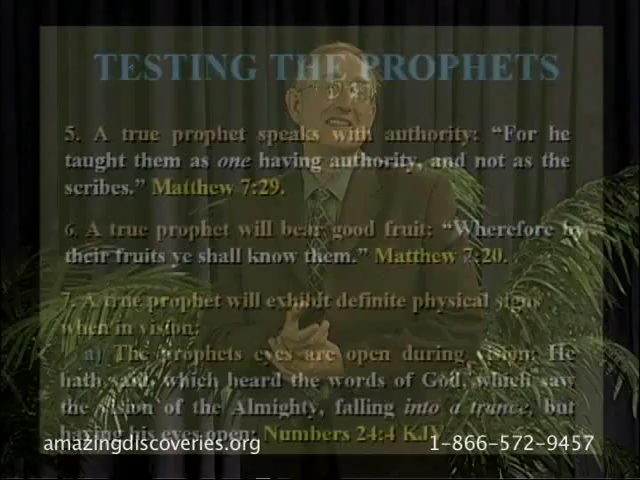 TESTING THE PROPHETS
5. A true prophet speaks with authority: “For he
taught them as one having authority, and not as the
scribes.” Matthew 7:29.
6. A true prophet will bear good fruit: “Wherefore by
their fruits ye shall know them.” Matthew 7:20.
7. A true prophet will exhibit definite physical signs
when in vision:
a) The prophets eyes are open during vision: He
hath said, which heard the words of God, which saw
the vision of the Almighty, falling into a trance, but
having his eyes open: Numbers 24:4 KJV
amazingdiscoveries.org 1-866-572-9457